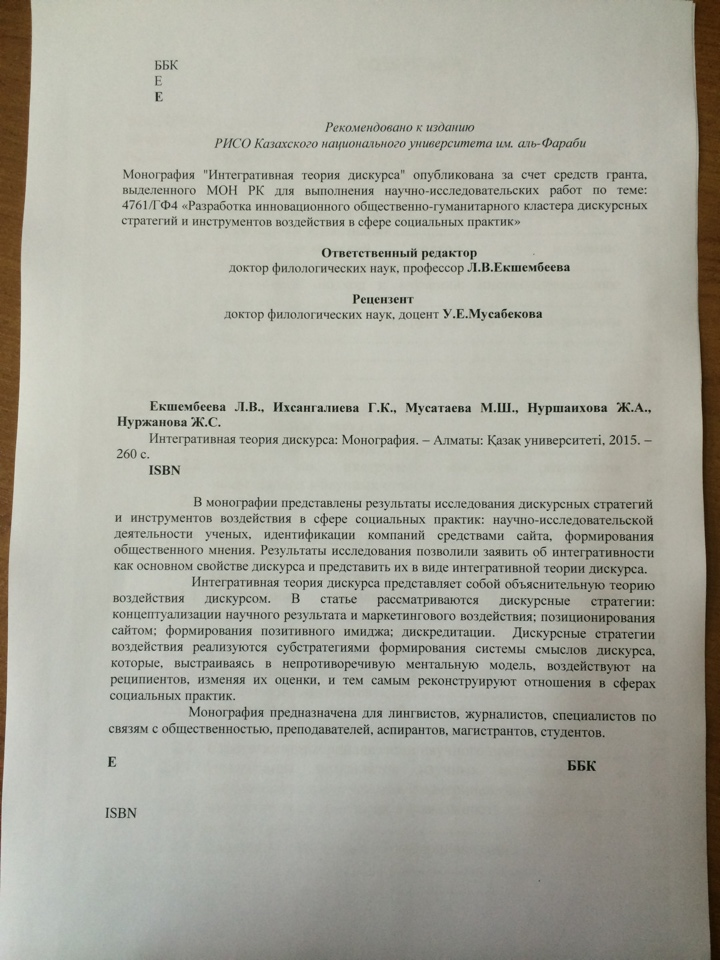 ББК
Е
Е
Рекомендовано к изданию
РИСО Казахского национального университета им. аль-Фараби
Монография "Интегративная теория дискурса" опубликована за счет средств гранта,
выделенного МОН РК для выполнения научно-исследовательских работ по теме:
4761/ГФ4 «Разработка инновационного общественно-гуманитарного кластера дискурсных
стратегий и инструментов воздействия в сфере социальных практик»
Ответственный редактор
доктор филологических наук, профессор Л.В.Екшембеева
Рецензент
доктор филологических наук, доцент У.Е.Мусабекова
Екшембеева Л.В., Ихсангалиева Г.К., Мусатаева М.Ш., Нуршаихова Ж.А.,
Нуржанова Ж.С.
Интегративная теория дискурса: Монография. – Алматы: Қазақ университеті, 2015. –
260 с.
ISBN
В монографии представлены результаты исследования дискурсных стратегий
и инструментов воздействия в сфере социальных практик: научно-исследовательской
деятельности ученых, идентификации компаний средствами сайта, формирования
общественного мнения. Результаты исследования позволили заявить об интегративности
как основном свойстве дискурса и представить их в виде интегративной теории дискурса.
Интегративная теория дискурса представляет собой объяснительную теорию
воздействия дискурсом. В статье рассматриваются дискурсные стратегии:
концептуализации научного результата и маркетингового воздействия; позиционирования
сайтом; формирования позитивного имиджа; дискредитации. Дискурсные стратегии
воздействия реализуются субстратегиями формирования системы смыслов дискурса,
которые, выстраиваясь в непротиворечивую ментальную модель, воздействуют на
реципиентов, изменяя их оценки, и тем самым реконструируют отношения в сферах
социальных практик.
Монография предназначена для лингвистов, журналистов, специалистов по
связям с общественностью, преподавателей, аспирантов, магистрантов, студентов.
Е ББК
ISBN